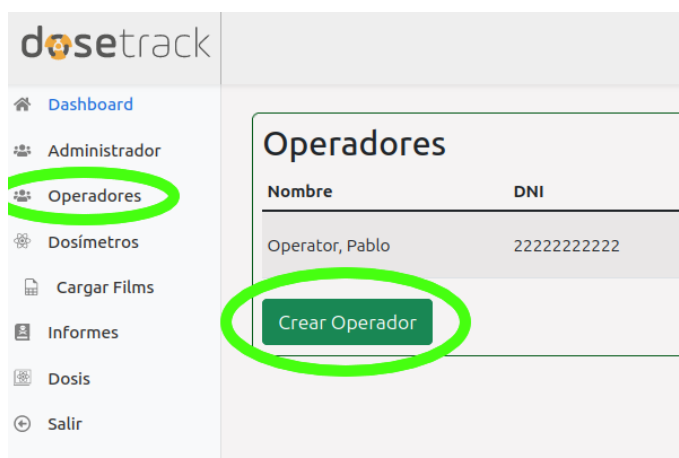 dosetrack
Dashboard
Administrador
Operadores
Dosímetros
Cargar Films
Informes
Dosis
Salir
Operadores
Nombre DNI
Operator, Pablo 22222222222
Crear Operador